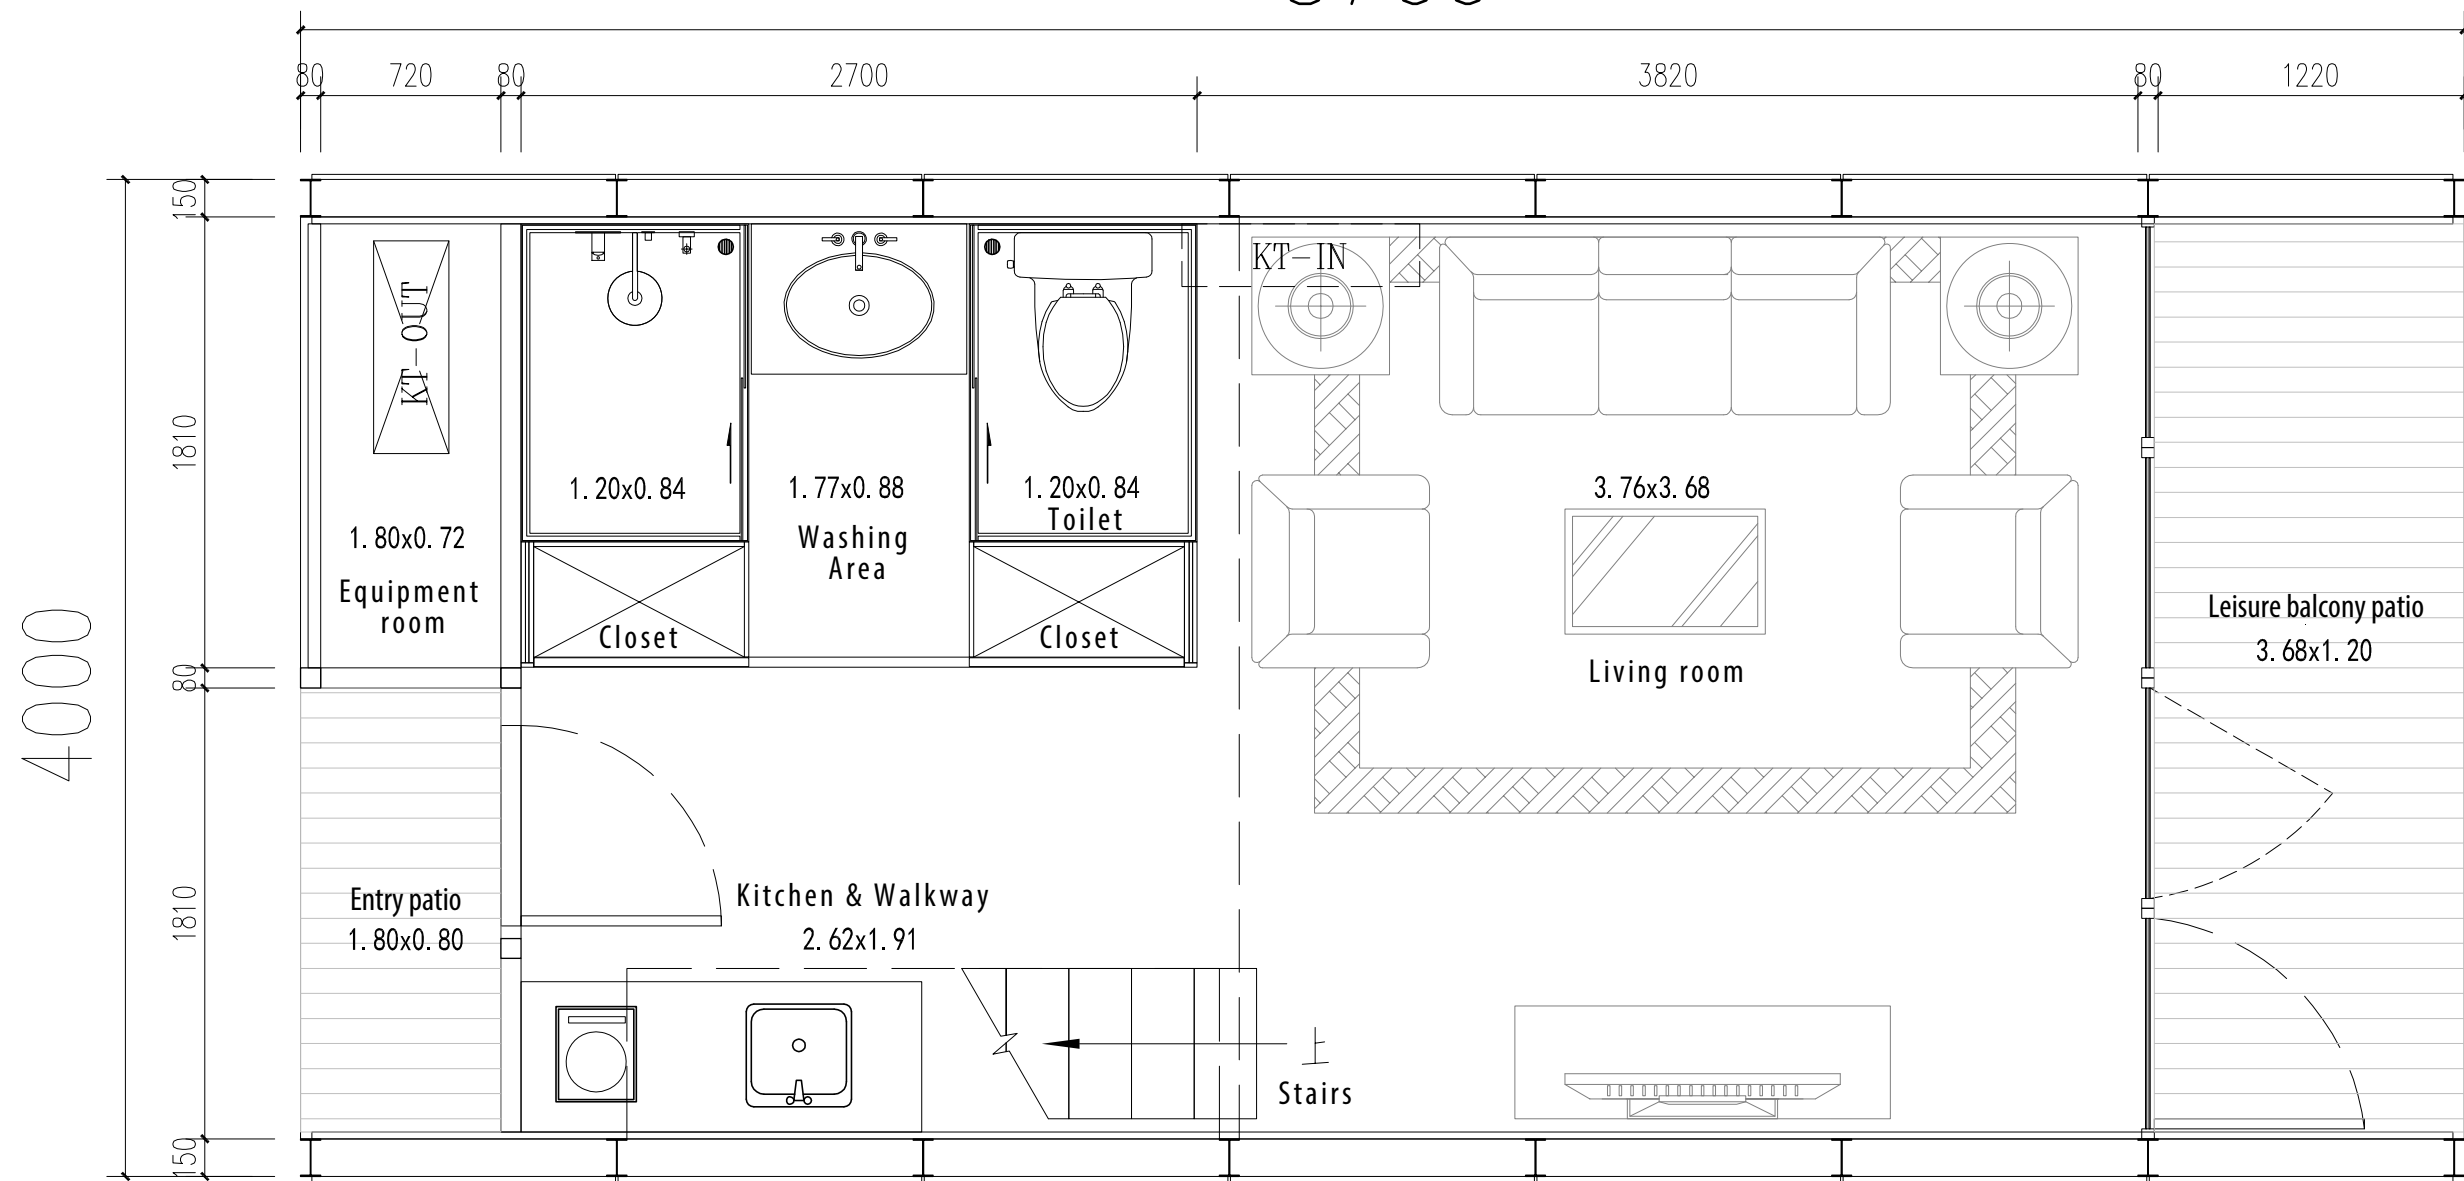 80 720 80 2700 3820 80 1220
150
1810
80
1810
150
4000
KT-OUT
KT-IN
1.20x0.84
1.77x0.88
1.20x0.84
Toilet
3.76x3.68
1.80x0.72
Washing
Area
Equipment
room
Closet
Closet
Living room
Leisure balcony patio
3.68x1.20
Entry patio
1.80x0.80
Kitchen & Walkway
2.62x1.91
上
Stairs